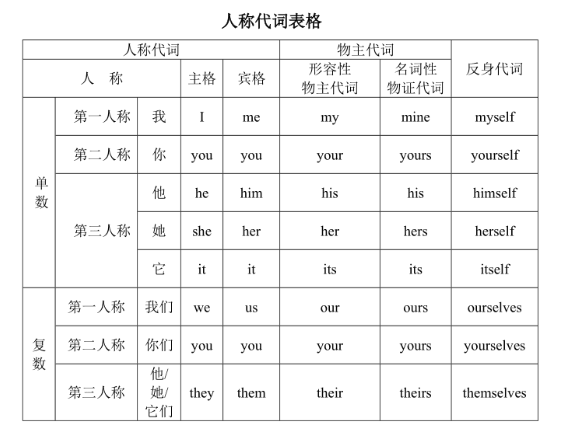 人称代词表格
人称代词 物主代词 反身代词
人 称 主格 宾格 形容性 物主代词 名词性 物证代词
单数 第一人称 我 I me my mine myself
第二人称 你 you you your yours yourself
第三人称 他 he him his his himself
她 she her her hers herself
它 it it its its itself
复数 第一人称 我们 we us our ours ourselves
第二人称 你们 you you your yours yourselves
第三人称 他/她/它们 they them their theirs themselves